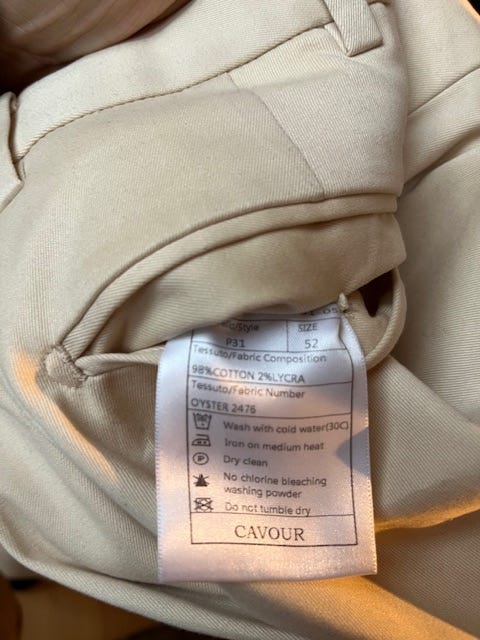 SIZE
P31 52
Tessuto/Fabric Composition
98%COTTON 2%LYCRA
Tessuto/Fabric Number
OYSTER 2476
Wash with cold water(30C)
Iron on medium heat
P Dry clean
No chlorine bleaching
washing powder
Do not tumble dry
CAVOUR